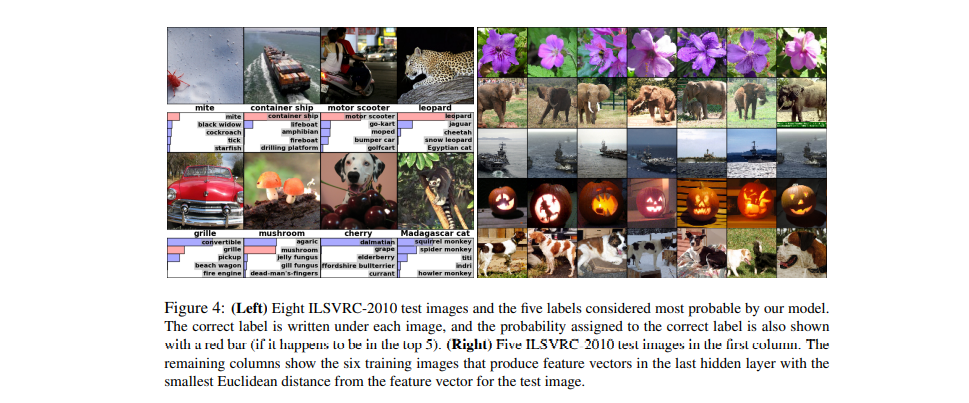 mite container ship motor scooter leopard
mite container ship motor scooter leopard
black widow lifeboat go-kart jaguar
cockroach amphibian moped cheetah
tick fireboat bumper car snow leopard
starfish drilling platform golfcart Egyptian cat
grille mushroom cherry Madagascar cat
convertible agaric dalmatian squirrel monkey
grille mushroom grape spider monkey
pickup jelly fungus elderberry titi
beach wagon gill fungus ffordshire bullterrier indri
fire engine dead-man's-fingers currant howler monkey
Figure 4: (Left) Eight ILSVRC-2010 test images and the five labels considered most probable by our model.
The correct label is written under each image, and the probability assigned to the correct label is also shown
with a red bar (if it happens to be in the top 5). (Right) Five ILSVRC-2010 test images in the first column. The
remaining columns show the six training images that produce feature vectors in the last hidden layer with the
smallest Euclidean distance from the feature vector for the test image.